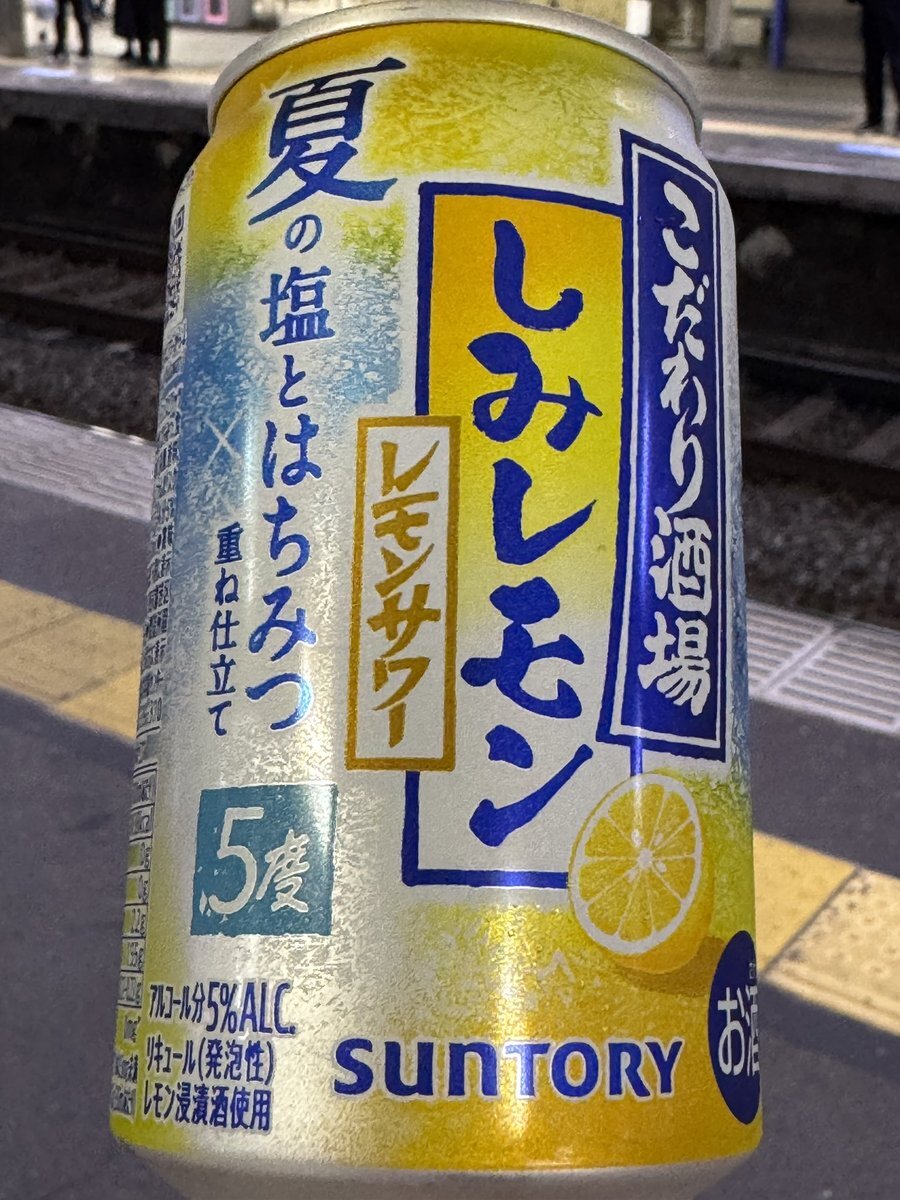 こだわり酒場
しみレモン
レモンサワー
夏の塩とはちみつ
重ね仕立て
5度
アルコール分5%ALC.
リキュール(発泡性)
レモン浸漬酒使用
SUNTORY
お酒